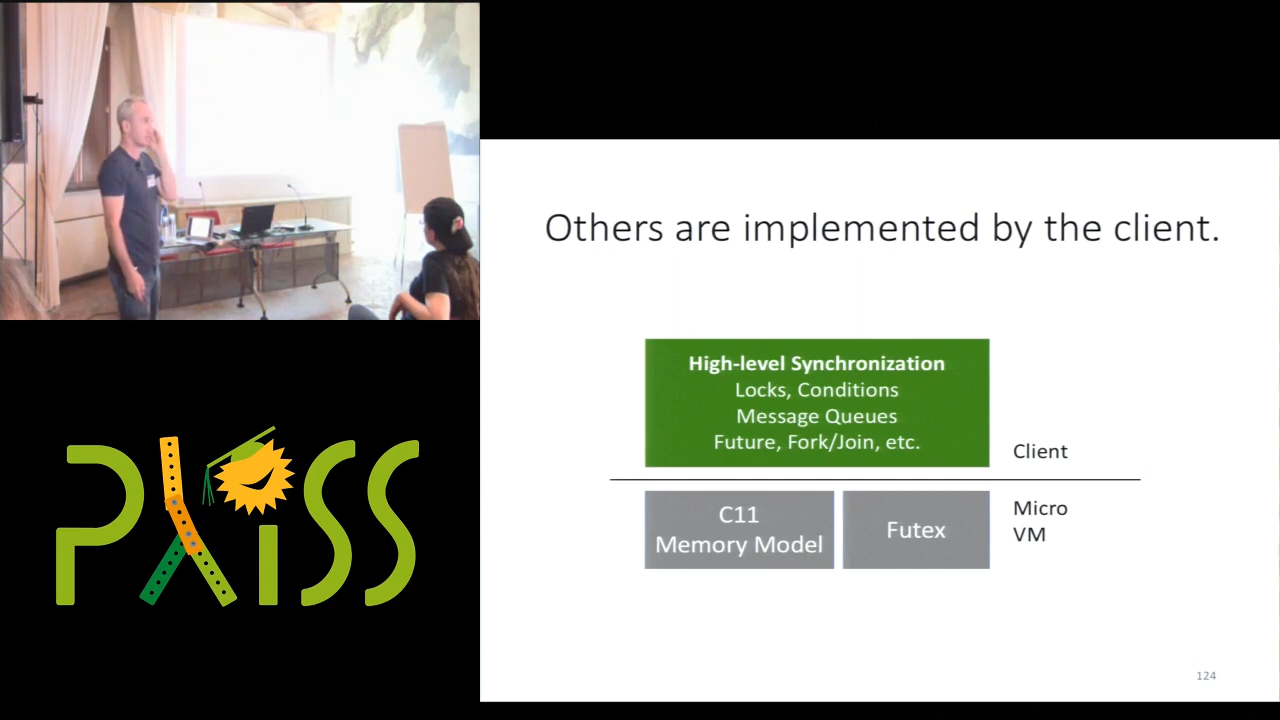 Others are implemented by the client.
High-level Synchronization
Locks, Conditions
Message Queues
Future, Fork/Join, etc.
Client
C11
Memory Model
Futex
Micro
VM
124
PLISS